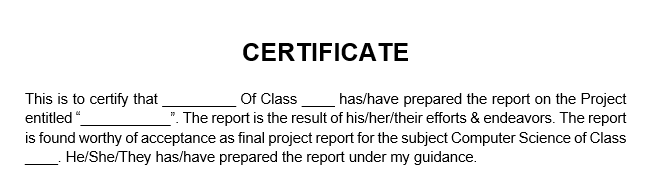 CERTIFICATE
This is to certify that _________ Of Class ____ has/have prepared the report on the Project
entitled “___________”. The report is the result of his/her/their efforts & endeavors. The report
is found worthy of acceptance as final project report for the subject Computer Science of Class
____. He/She/They has/have prepared the report under my guidance.